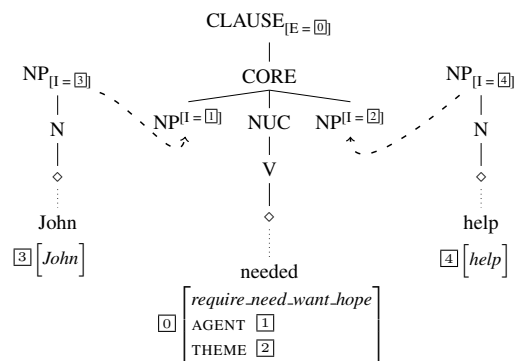 CLAUSE[E = 0]
NP[I = 3] CORE NP[I = 4]
N NP[I = 1] NUC NP[I = 2] N
V
◇ ◇
John ◇ help
3 [John] needed 4 [help]
0 [require_need_want_hope
AGENT 1
THEME 2]